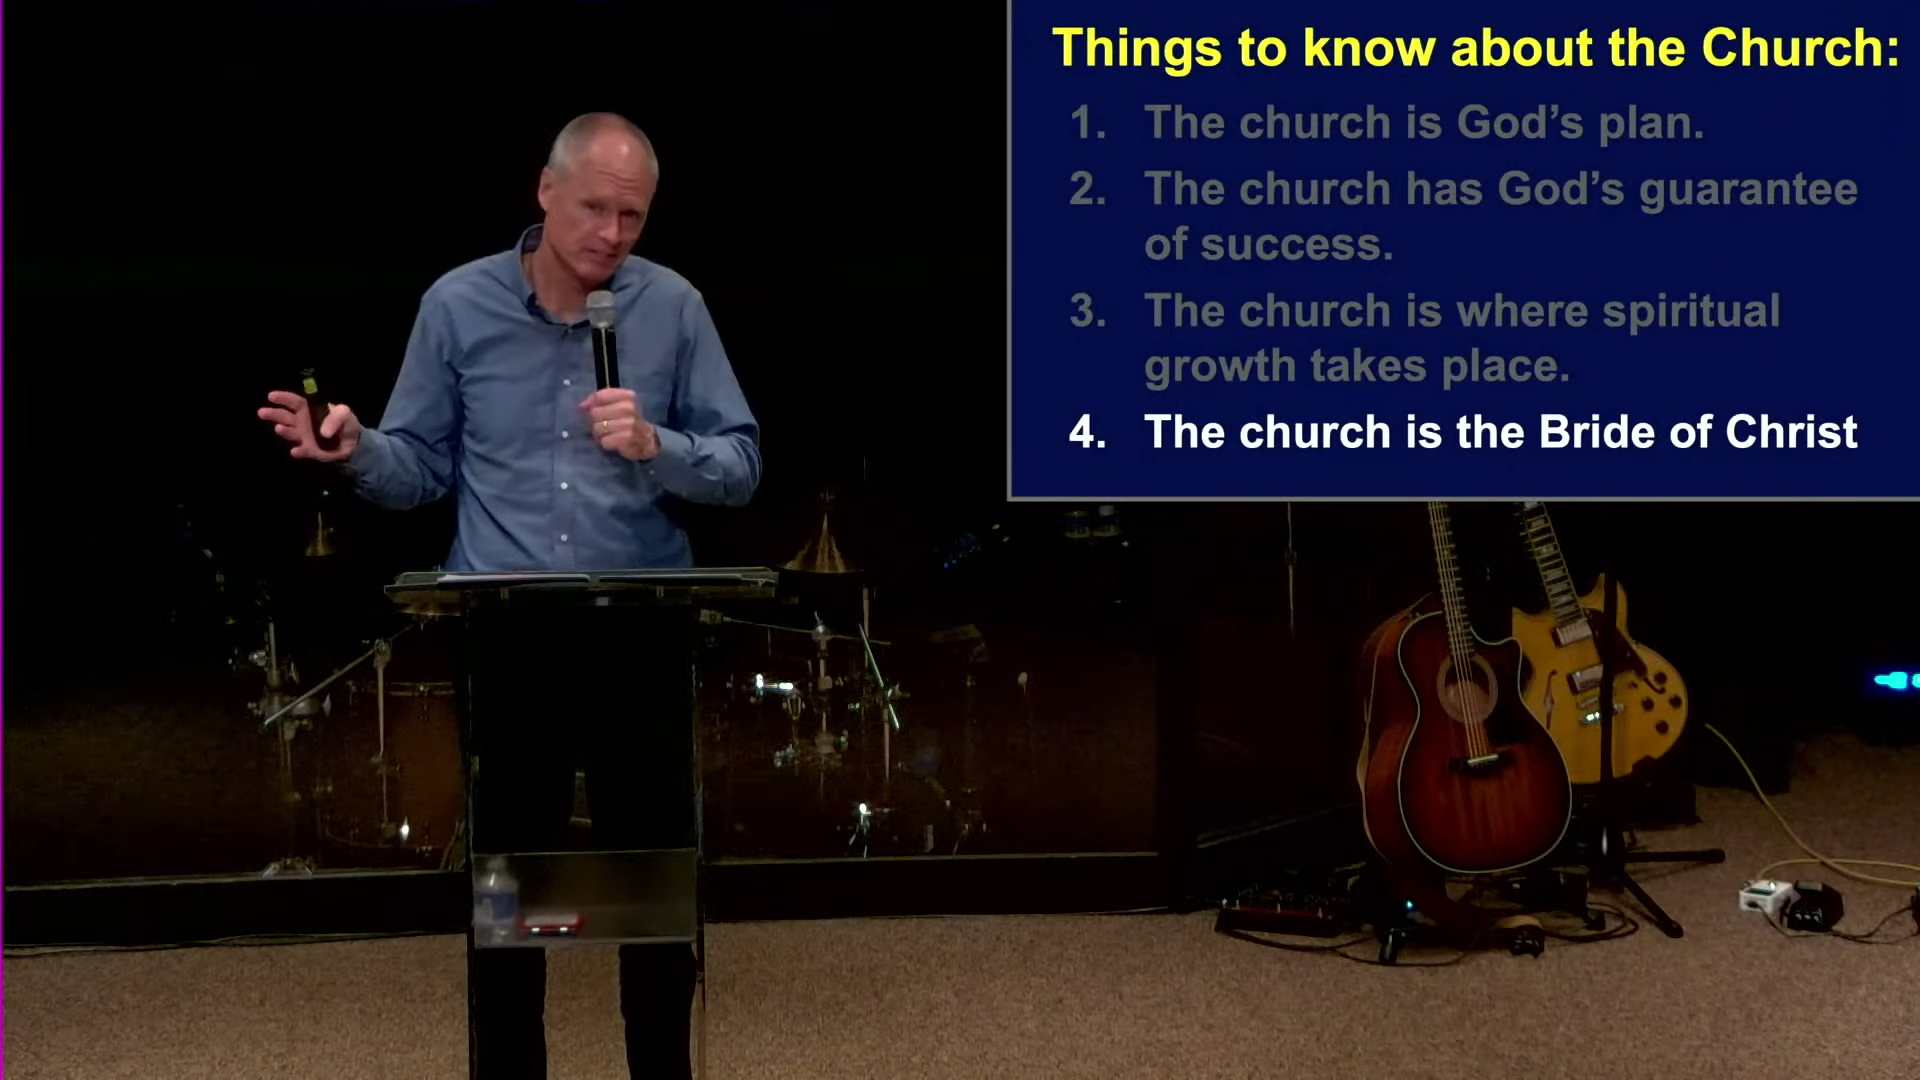 Things to know about the Church:
1. The church is God’s plan.
2. The church has God’s guarantee
of success.
3. The church is where spiritual
growth takes place.
4. The church is the Bride of Christ